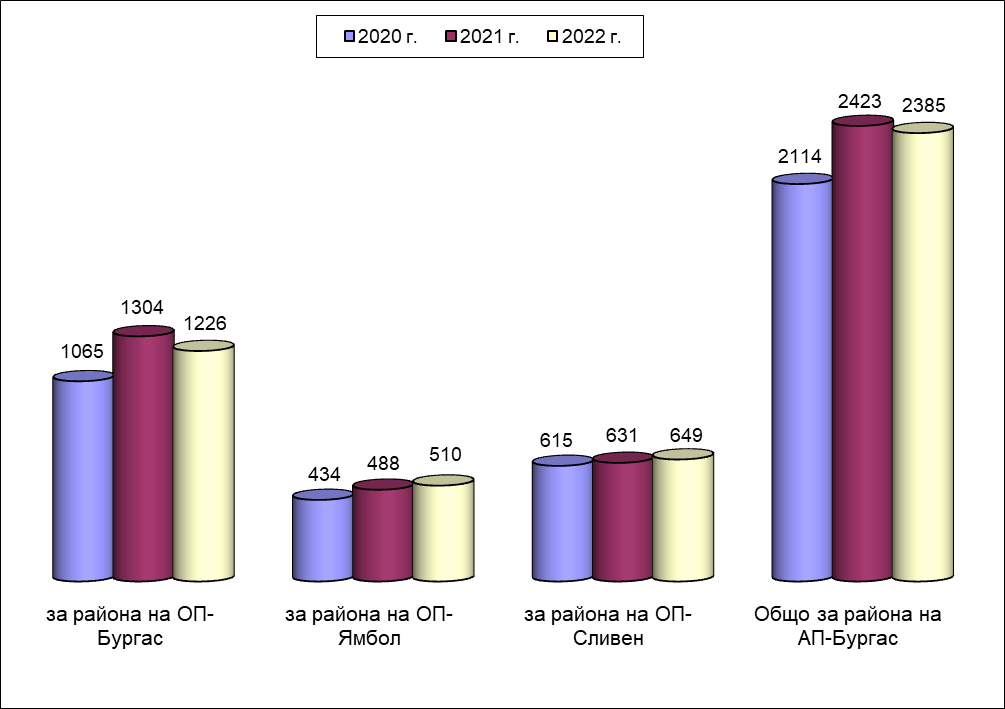 2020 г. 2021 г. 2022 г.
2423
2385
2114
1304
1226
1065
434
488
510
615
631
649
за района на ОП-
Бургас
за района на ОП-
Ямбол
за района на ОП-
Сливен
Общо за района на
АП-Бургас